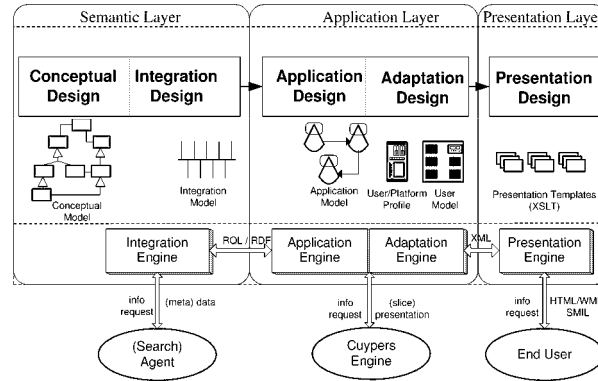 Semantic Layer
Application Layer
Presentation Laye
Conceptual Design
Integration Design
Application Design
Adaptation Design
Presentation Design
Conceptual Model
Integration Model
Application Model
User/Platform Profile
User Model
Presentation Templates
(XSLT)
Integration Engine
RQL / RDF
Application Engine
Adaptation Engine
XML
Presentation Engine
info request
(meta) data
info request
(slice) presentation
info request
HTML/WML
SMIL
(Search) Agent
Cuypers Engine
End User